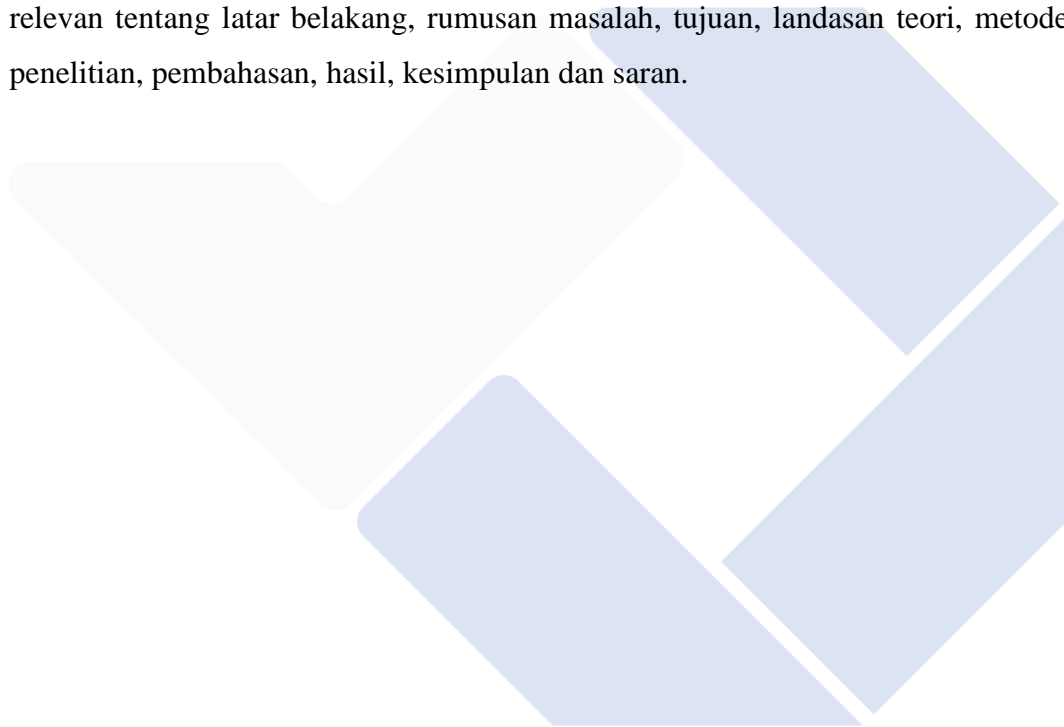 relevan tentang latar belakang, rumusan masalah, tujuan, landasan teori, metode
penelitian, pembahasan, hasil, kesimpulan dan saran.